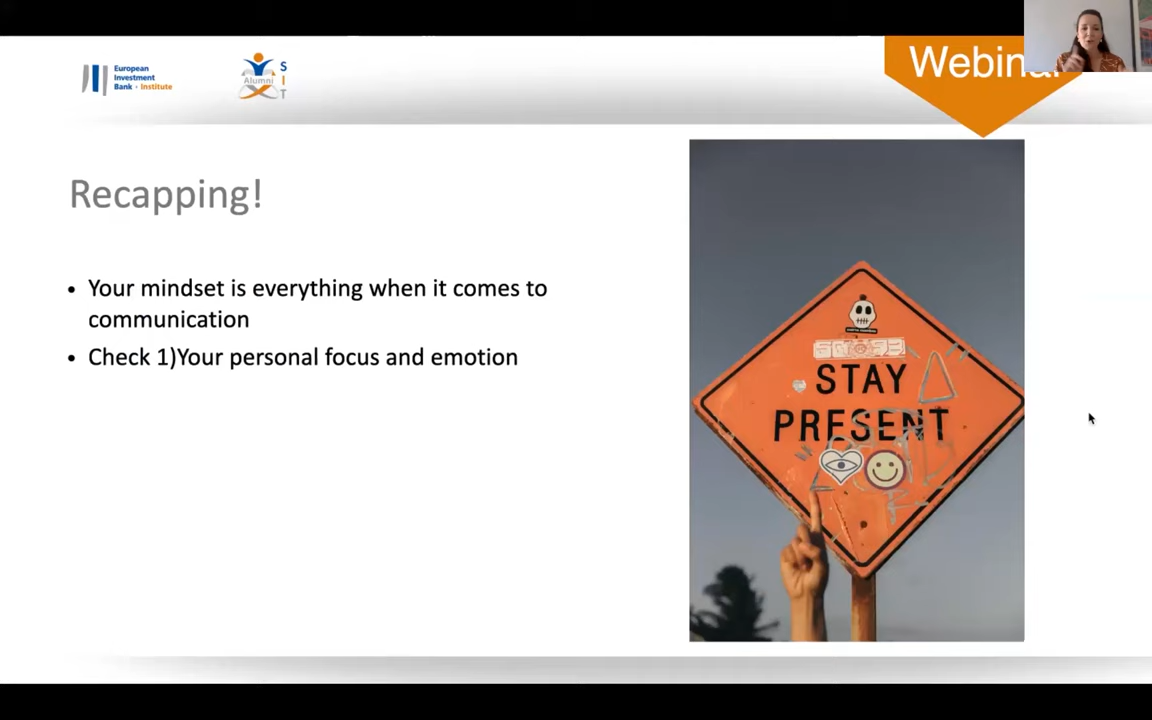 European
Investment
Bank · Institute
Alumni
S
I
T
Webinar
Recapping!
• Your mindset is everything when it comes to
communication
• Check 1)Your personal focus and emotion
STAY
PRESENT